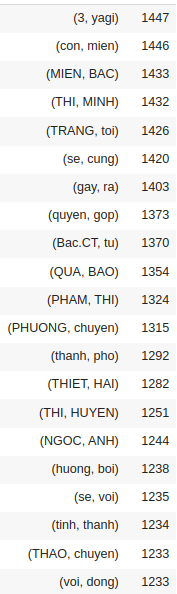 (3, yagi) 1447
(con, mien) 1446
(MIEN, BAC) 1433
(THI, MINH) 1432
(TRANG, toi) 1426
(se, cung) 1420
(gay, ra) 1403
(quyen, gop) 1373
(Bac.CT, tu) 1370
(QUA, BAO) 1354
(PHAM, THI) 1324
(PHUONG, chuyen) 1315
(thanh, pho) 1292
(THIET, HAI) 1282
(THI, HUYEN) 1251
(NGOC, ANH) 1244
(huong, boi) 1238
(se, voi) 1235
(tinh, thanh) 1234
(THAO, chuyen) 1233
(voi, dong) 1233